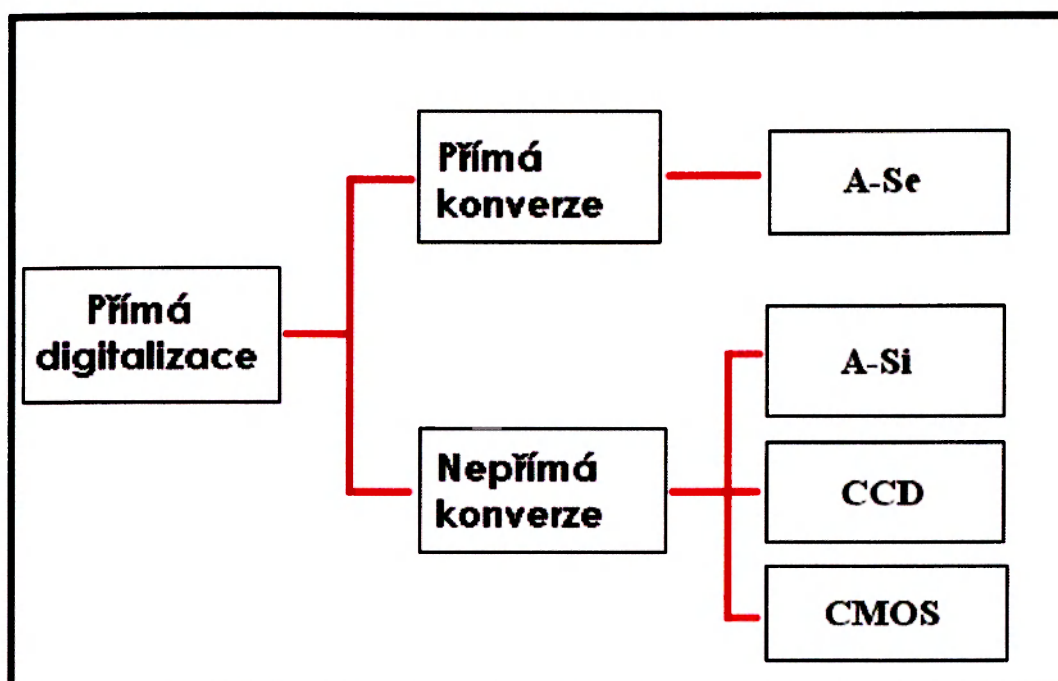 Přímá
digitalizace
Přímá
konverze
A-Se
Nepřímá
konverze
A-Si
CCD
CMOS